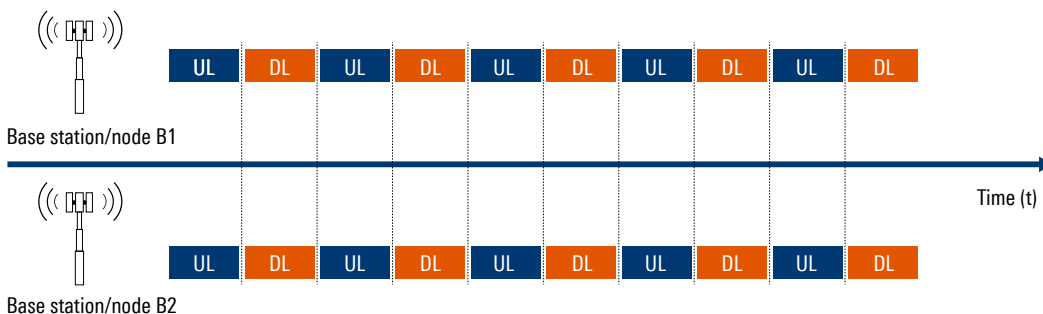 UL DL UL DL UL DL UL DL UL DL
Base station/node B1
Time (t)
UL DL UL DL UL DL UL DL UL DL
Base station/node B2